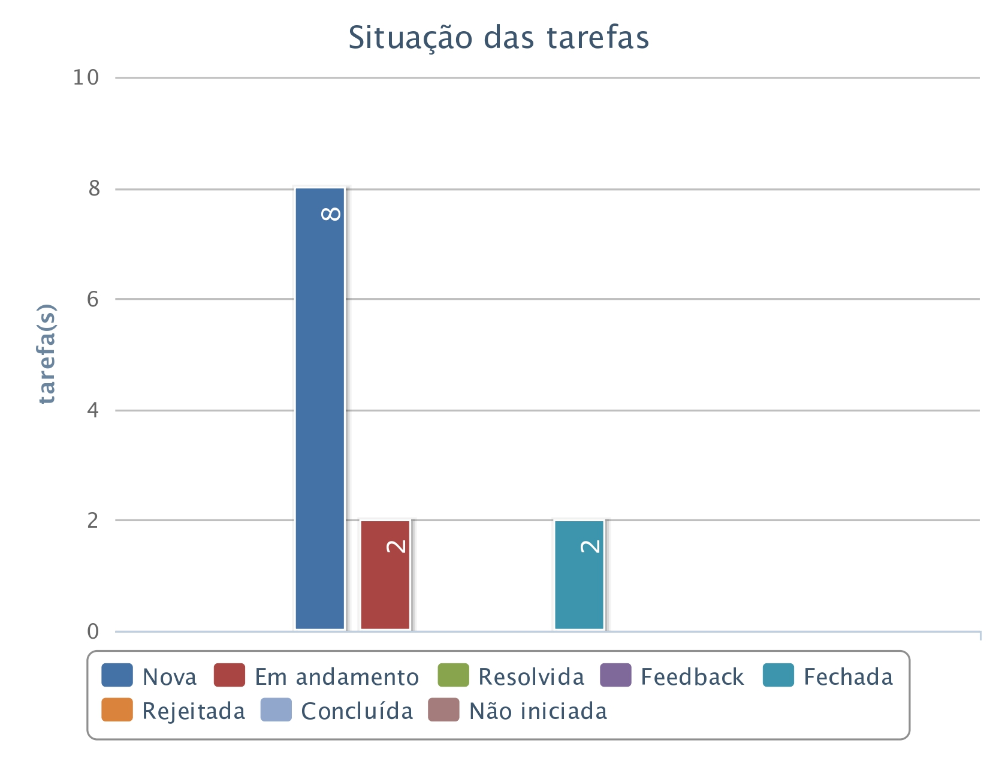 Situação das tarefas
10
8
6
4
2
0
tarefa(s)
8
2
2
Nova Em andamento Resolvida Feedback Fechada
Rejeitada Concluída Não iniciada